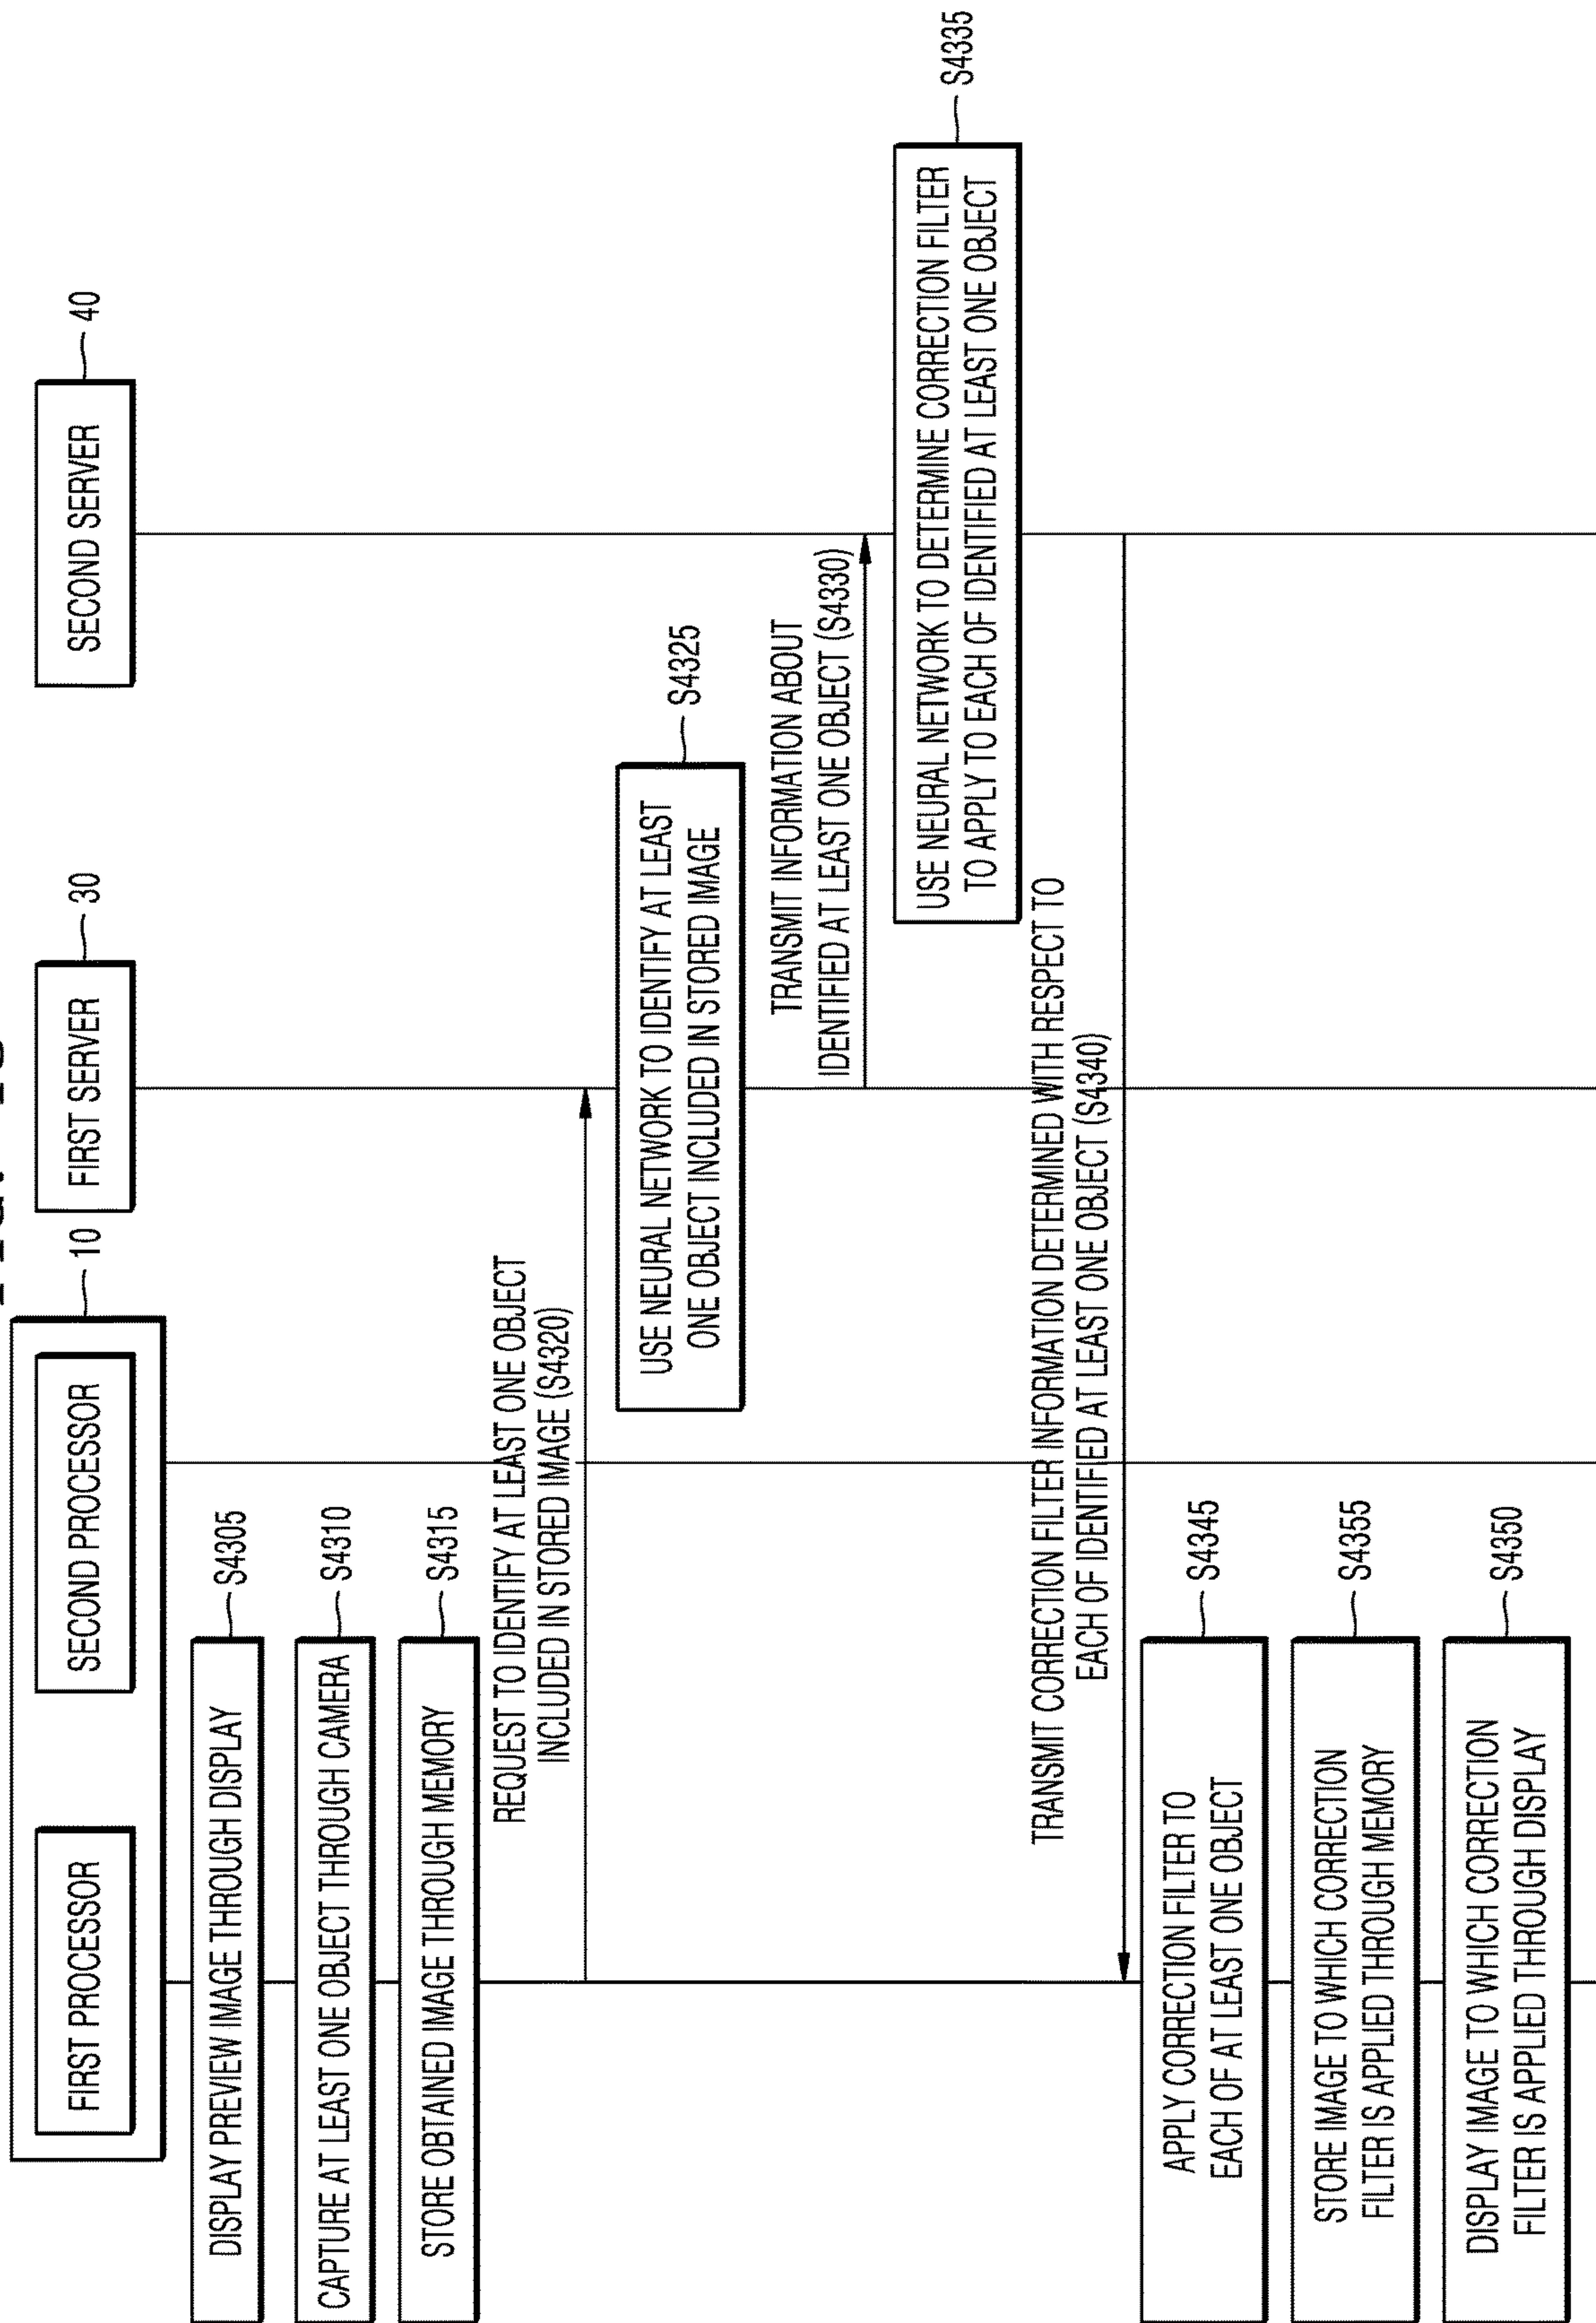 FIRST PROCESSOR
SECOND PROCESSOR
10
FIRST SERVER
30
SECOND SERVER
40
DISPLAY PREVIEW IMAGE THROUGH DISPLAY
S4305
CAPTURE AT LEAST ONE OBJECT THROUGH CAMERA
S4310
STORE OBTAINED IMAGE THROUGH MEMORY
S4315
REQUEST TO IDENTIFY AT LEAST ONE OBJECT
INCLUDED IN STORED IMAGE (S4320)
USE NEURAL NETWORK TO IDENTIFY AT LEAST
ONE OBJECT INCLUDED IN STORED IMAGE
S4325
TRANSMIT INFORMATION ABOUT
IDENTIFIED AT LEAST ONE OBJECT (S4330)
USE NEURAL NETWORK TO DETERMINE CORRECTION FILTER
TO APPLY TO EACH OF IDENTIFIED AT LEAST ONE OBJECT
S4335
TRANSMIT CORRECTION FILTER INFORMATION DETERMINED WITH RESPECT TO
EACH OF IDENTIFIED AT LEAST ONE OBJECT (S4340)
APPLY CORRECTION FILTER TO
EACH OF AT LEAST ONE OBJECT
S4345
STORE IMAGE TO WHICH CORRECTION
FILTER IS APPLIED THROUGH MEMORY
S4355
DISPLAY IMAGE TO WHICH CORRECTION
FILTER IS APPLIED THROUGH DISPLAY
S4350